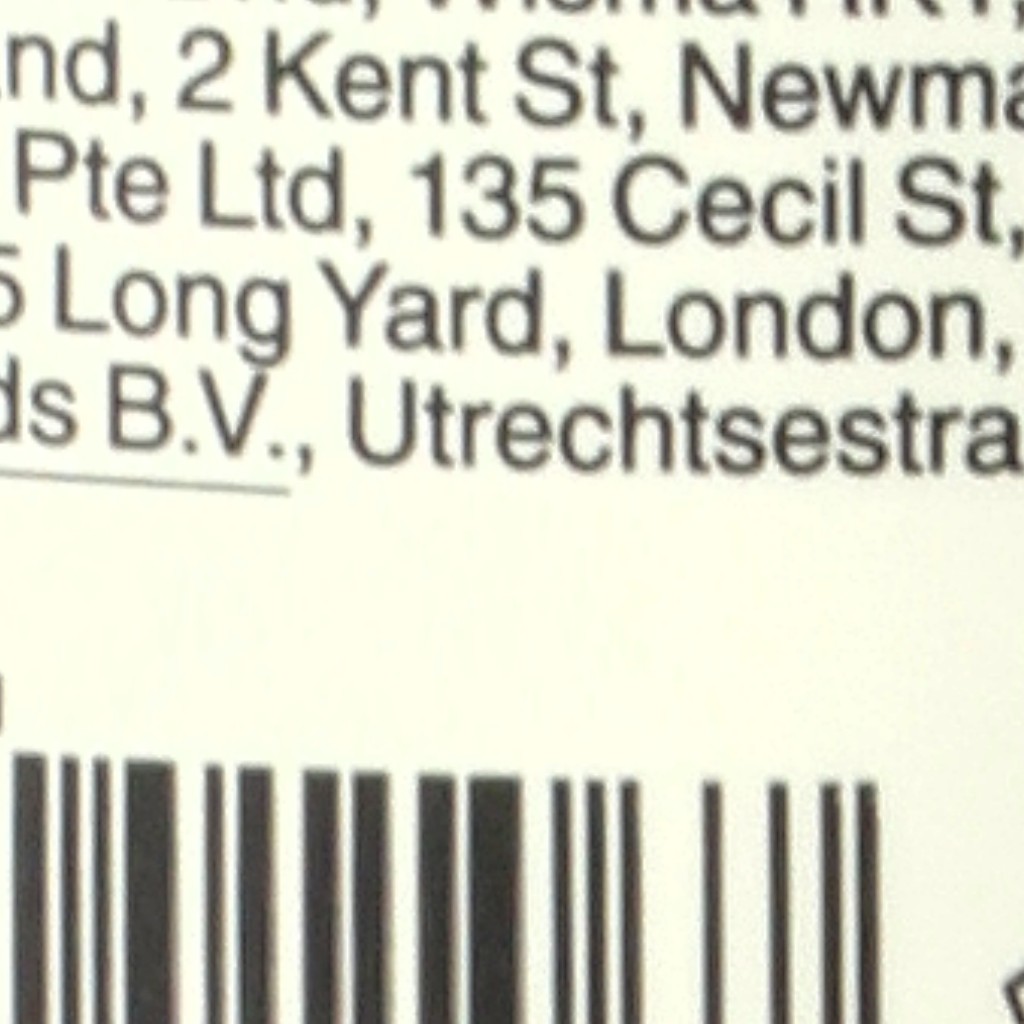 nd, 2 Kent St, Newma
Pte Ltd, 135 Cecil St,
5 Long Yard, London,
ds B.V., Utrechtsestra